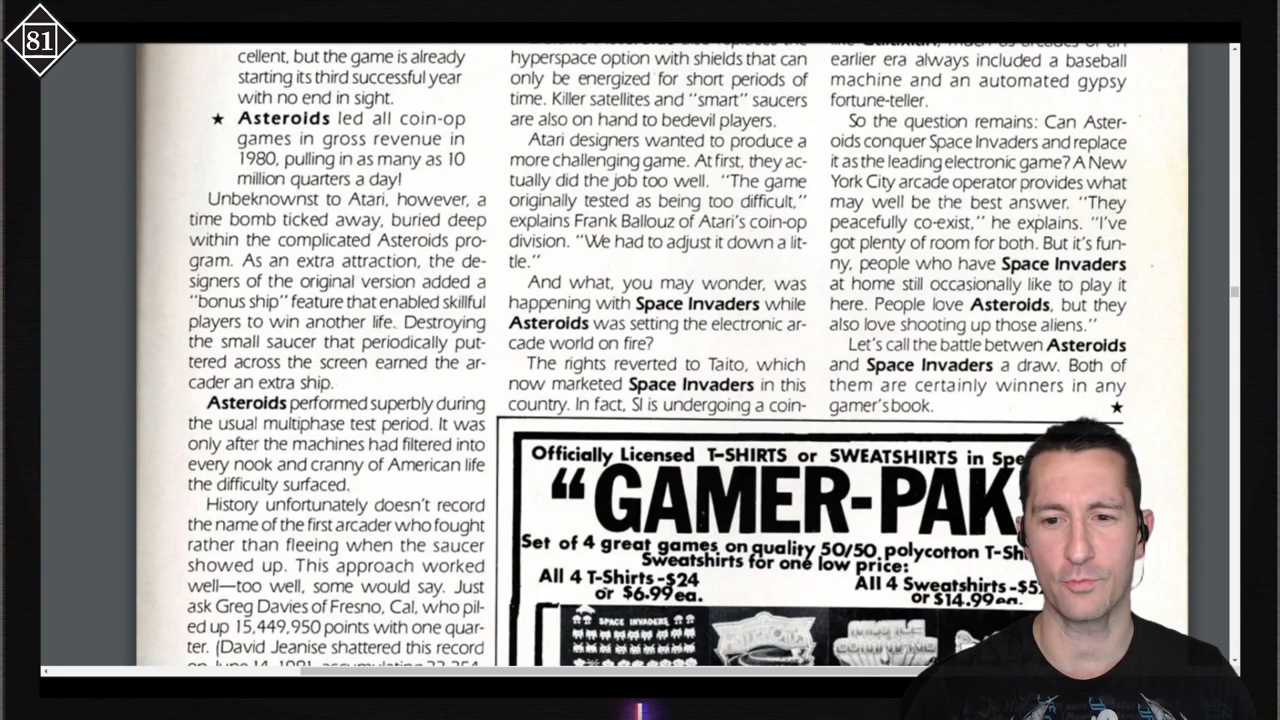 81
cellent, but the game is already
starting its third successful year
with no end in sight.
★ Asteroids led all coin-op
games in gross revenue in
1980, pulling in as many as 10
million quarters a day!
Unbeknownst to Atari, however, a
time bomb ticked away, buried deep
within the complicated Asteroids pro-
gram. As an extra attraction, the de-
signers of the original version added a
"bonus ship" feature that enabled skillful
players to win another life. Destroying
the small saucer that periodically put-
tered across the screen earned the ar-
cader an extra ship.
Asteroids performed superbly during
the usual multiphase test period. It was
only after the machines had filtered into
every nook and cranny of American life
the difficulty surfaced.
History unfortunately doesn't record
the name of the first arcader who fought
rather than fleeing when the saucer
showed up. This approach worked
well—too well, some would say. Just
ask Greg Davies of Fresno, Cal, who pil-
ed up 15,449,950 points with one quar-
ter. (David Jeanise shattered this record
also replaces the
hyperspace option with shields that can
only be energized for short periods of
time. Killer satellites and "smart" saucers
are also on hand to bedevil players.
Atari designers wanted to produce a
more challenging game. At first, they ac-
tually did the job too well. "The game
originally tested as being too difficult,"
explains Frank Ballouz of Atari's coin-op
division. "We had to adjust it down a lit-
tle."
And what, you may wonder, was
happening with Space Invaders while
Asteroids was setting the electronic ar-
cade world on fire?
The rights reverted to Taito, which
now marketed Space Invaders in this
country. In fact, SI is undergoing a coin-
like Galaxian, much as arcades of an
earlier era always included a baseball
machine and an automated gypsy
fortune-teller.
So the question remains: Can Aster-
oids conquer Space Invaders and replace
it as the leading electronic game? A New
York City arcade operator provides what
may well be the best answer. "They
peacefully co-exist," he explains. "I've
got plenty of room for both. But it's fun-
ny, people who have Space Invaders
at home still occasionally like to play it
here. People love Asteroids, but they
also love shooting up those aliens."
Let's call the battle betwen Asteroids
and Space Invaders a draw. Both of
them are certainly winners in any
gamer's book. ★
Officially Licensed T-SHIRTS or SWEATSHIRTS in Spe
"GAMER-PAK
Set of 4 great games on quality 50/50 polycotton T-Sh
Sweatshirts for one low price:
All 4 T-Shirts-$24
or $6.99ea.
All 4 Sweatshirts-$5
or $14.99ea.
SPACE INVADERS
MISSILE
COMMAND